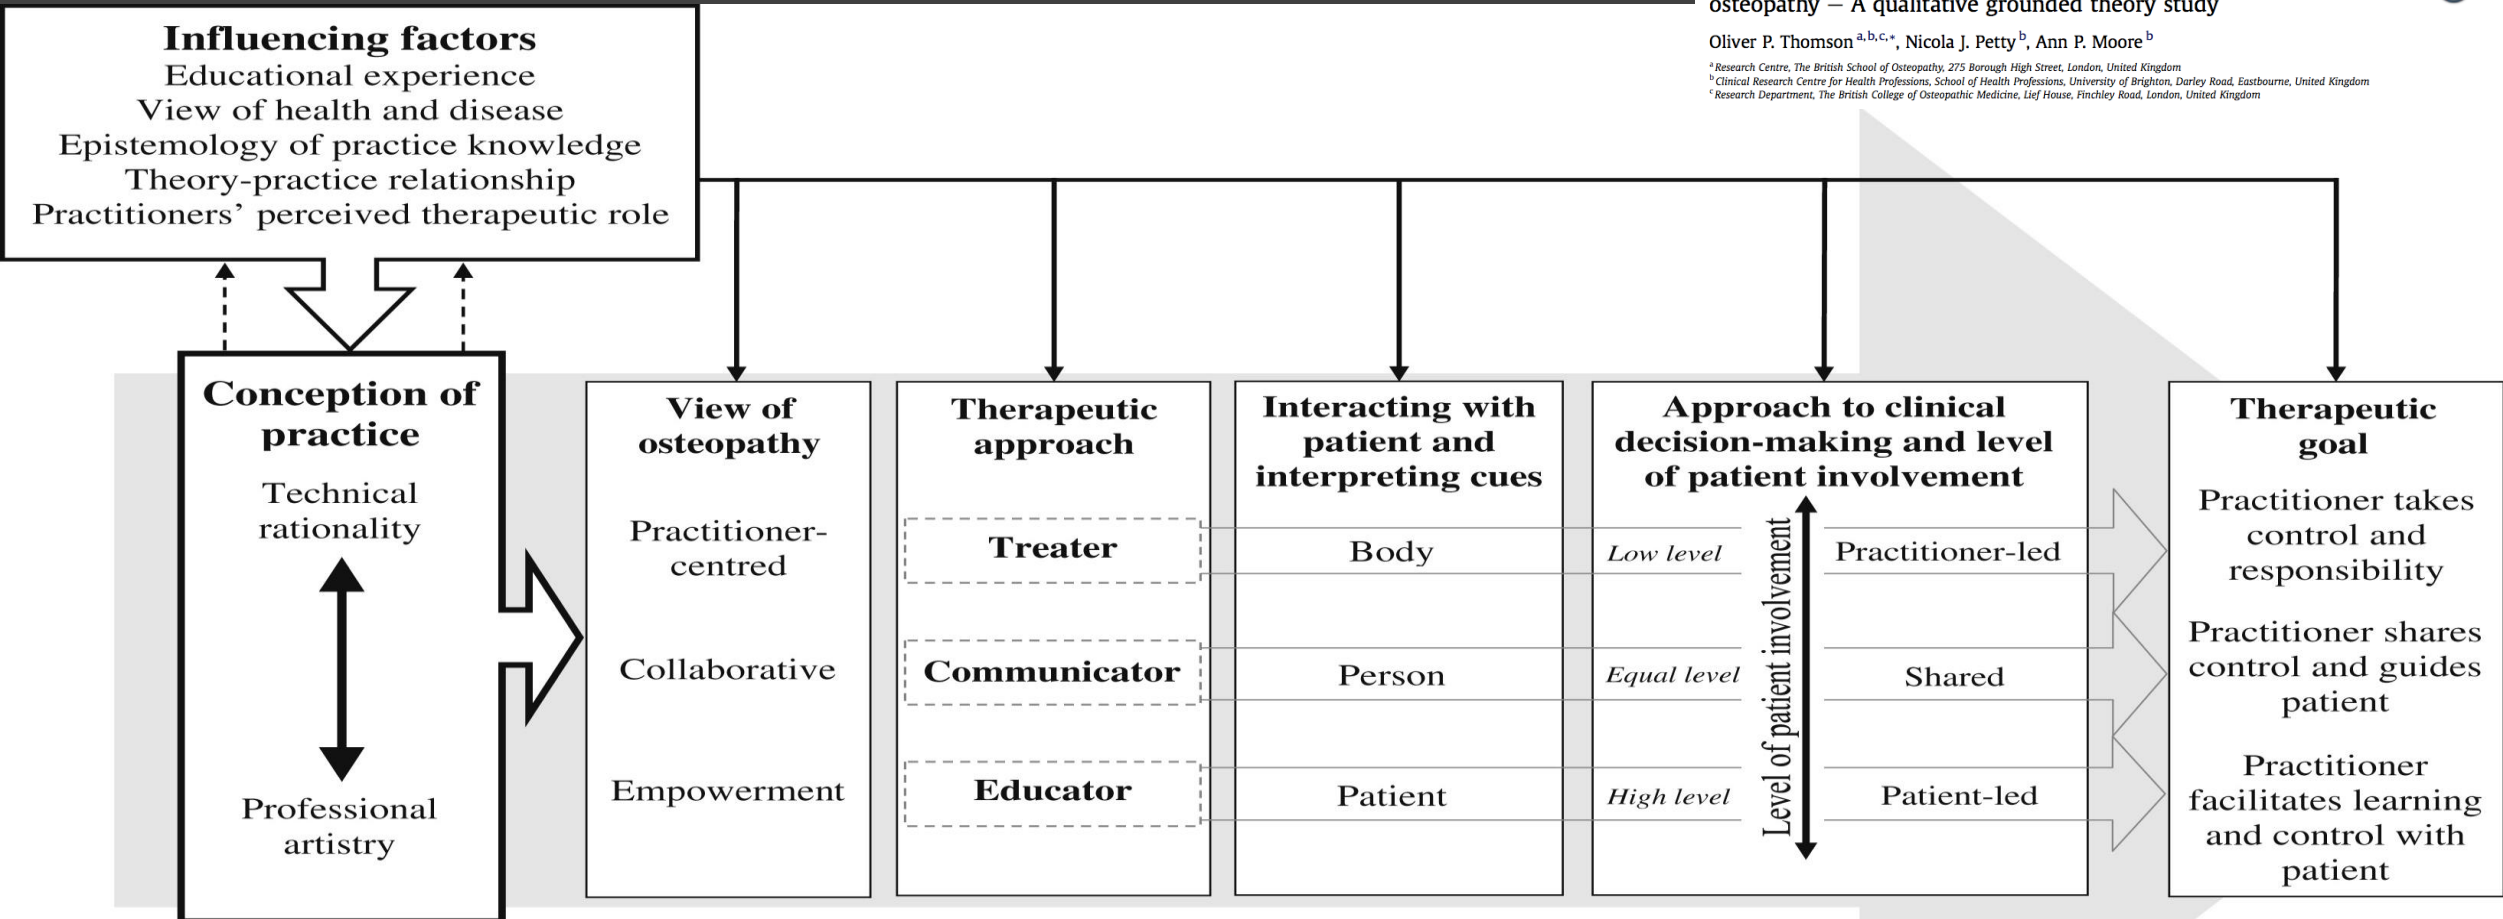 osteopathy — A qualitative grounded theory study
Oliver P. Thomson a,b,c,*, Nicola J. Petty b, Ann P. Moore b
a Research Centre, The British School of Osteopathy, 275 Borough High Street, London, United Kingdom
b Clinical Research Centre for Health Professions, School of Health Professions, University of Brighton, Darley Road, Eastbourne, United Kingdom
c Research Department, The British College of Osteopathic Medicine, Lief House, Finchley Road, London, United Kingdom
Influencing factors
Educational experience
View of health and disease
Epistemology of practice knowledge
Theory-practice relationship
Practitioners' perceived therapeutic role
Conception of
practice
Technical
rationality
Professional
artistry
View of
osteopathy
Practitioner-
centred
Collaborative
Empowerment
Therapeutic
approach
Treater
Communicator
Educator
Interacting with
patient and
interpreting cues
Body
Person
Patient
Approach to clinical
decision-making and level
of patient involvement
Low level
Equal level
High level
Level of patient involvement
Practitioner-led
Shared
Patient-led
Therapeutic
goal
Practitioner takes
control and
responsibility
Practitioner shares
control and guides
patient
Practitioner
facilitates learning
and control with
patient